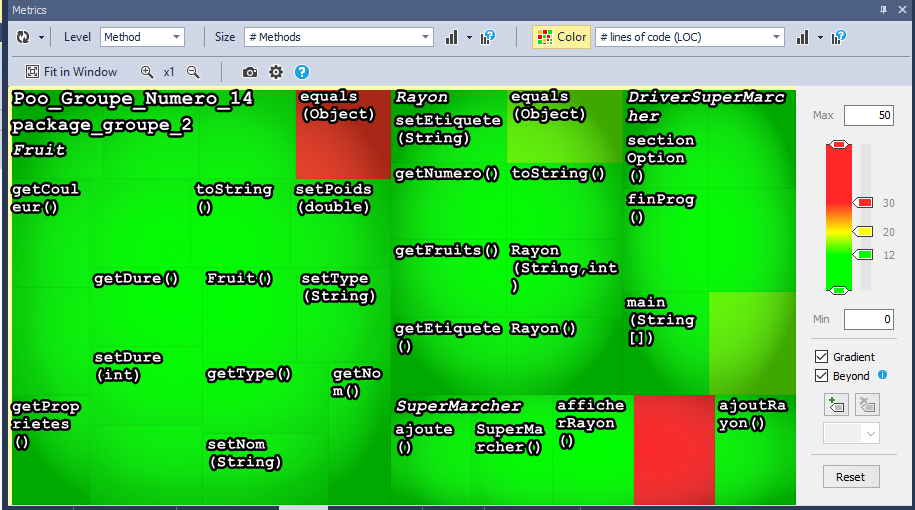 Metrics
Level Method Size # Methods Color # lines of code (LOC)
Fit in Window x1
Poo_Groupe_Numero_14
package_groupe_2
Fruit
equals
(Object)
getCoul
eur()
toString
()
setPoids
(double)
getDure()
Fruit()
setType
(String)
setDure
(int)
getType()
getNo
m()
getProp
rietes
()
setNom
(String)
Rayon
equals
(Object)
setEtiquete
(String)
getNumero()
toString()
getFruits()
Rayon
(String,int
)
getEtiquete
()
Rayon()
DriverSuperMarc
her
section
Option
()
finProg
()
main
(String
[])
SuperMarcher
ajoute
()
SuperMa
rcher()
affiche
rRayon
()
ajoutRa
yon()
Max 50
30
20
12
Min 0
Gradient
Beyond
Reset